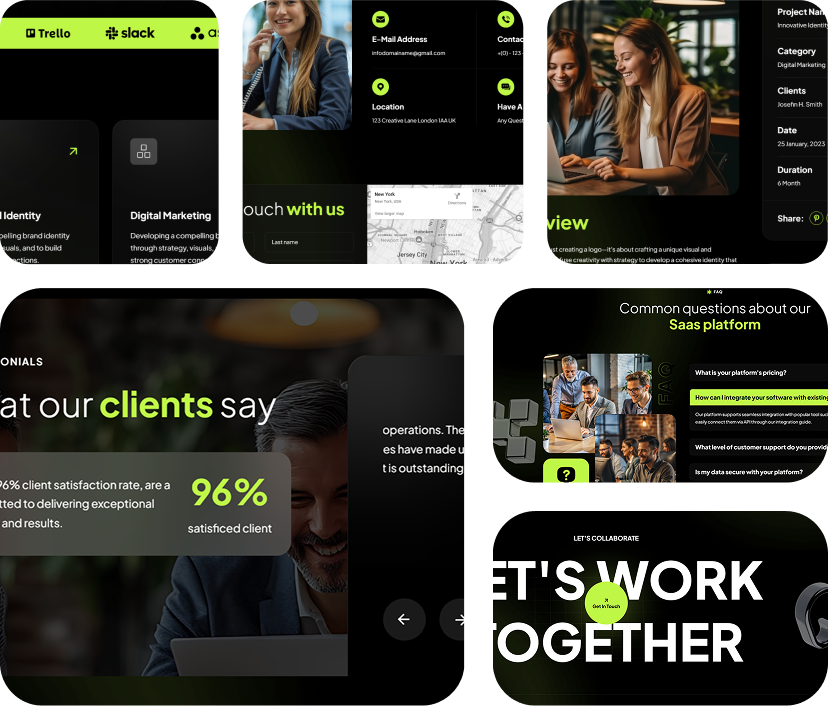 Trello
slack
as
l Identity
pelling brand identity
suals, and to build
ections.
Digital Marketing
Developing a compelling b
through strategy, visuals,
strong customer conn
E-Mail Address
infodomainame@gmail.com
Contac
+(0) - 123 -
Location
123 Creative Lane London 1AA UK
Have A
Any Quest
ouch with us
Last name
New York
New York, USA
Directions
View larger map
Hoboken
Jersey City
New York
Project Nam
Innovative Identit
Category
Digital Marketing
Clients
Josefin H. Smith
Date
25 January, 2023
Duration
6 Month
Share:
view
ust creating a logo—it's about crafting a unique visual and
fuse creativity with strategy to develop a cohesive identity that
ONIALS
at our clients say
96% client satisfaction rate, are a
tted to delivering exceptional
and results.
96%
satisficed client
operations. The
es have made u
t is outstanding
FAQ
Common questions about our
Saas platform
FAQ
What is your platform's pricing?
How can I integrate your software with existing
Our platform supports seamless integration with popular tool suc
easily connect them via API through our integration guide.
What level of customer support do you provid
Is my data secure with your platform?
LET'S COLLABORATE
ET'S WORK
Get In Touch
TOGETHER